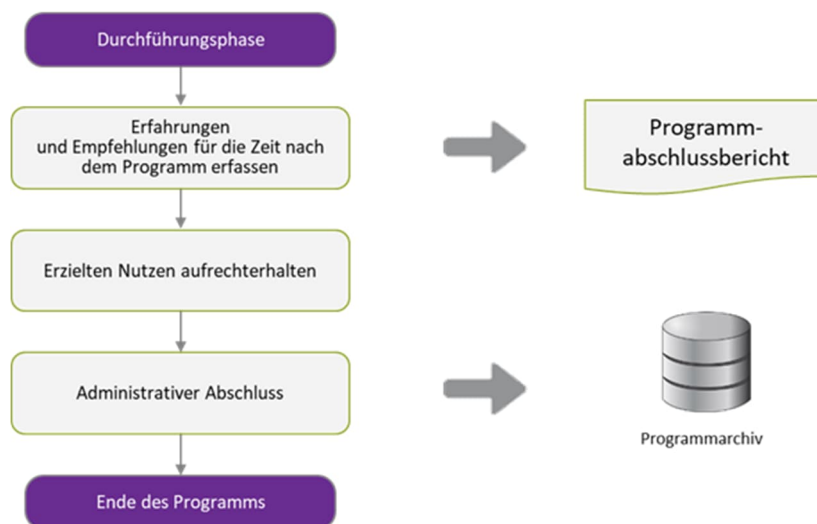 Durchführungsphase
Erfahrungen
und Empfehlungen für die Zeit nach
dem Programm erfassen
Programm-
abschlussbericht
Erzielten Nutzen aufrechterhalten
Administrativer Abschluss
Programmarchiv
Ende des Programms